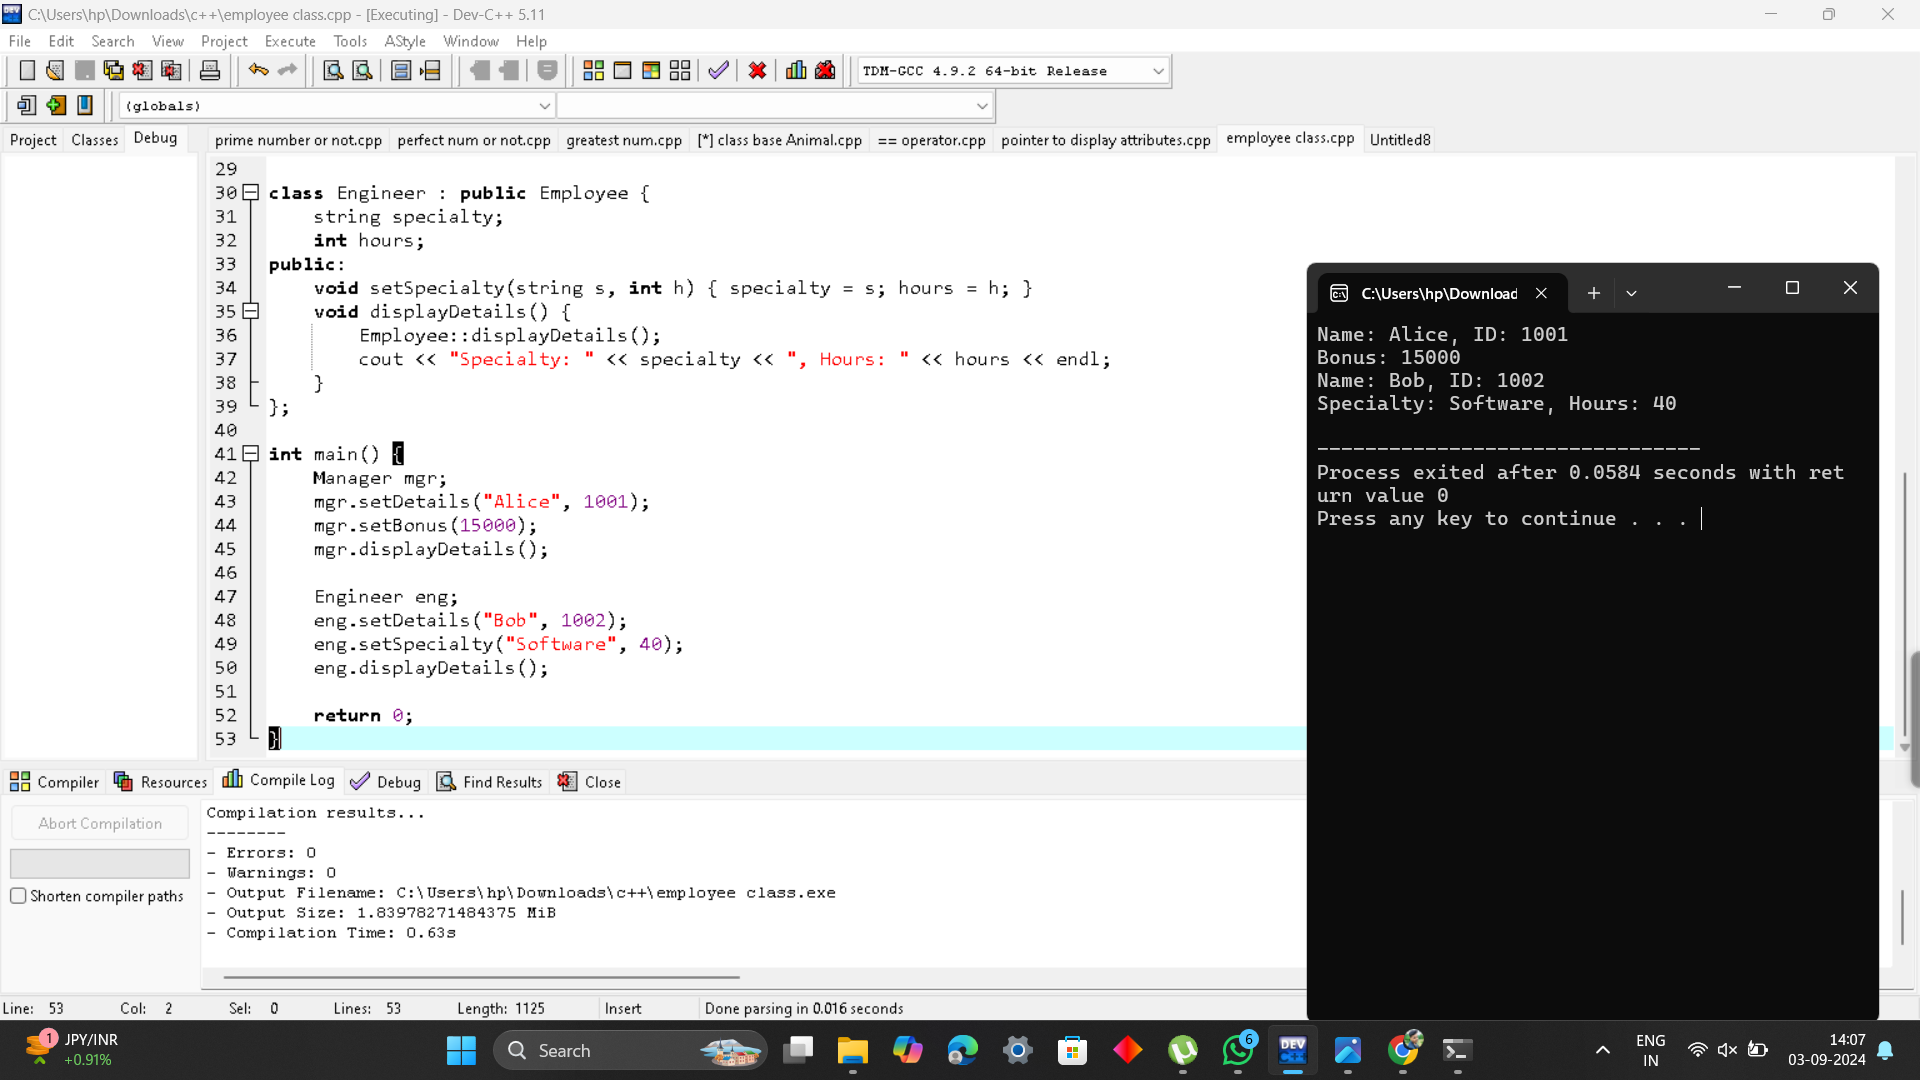 C:\Users\hp\Downloads\c++\employee class.cpp - [Executing] - Dev-C++ 5.11
File Edit Search View Project Execute Tools AStyle Window Help
TDM-GCC 4.9.2 64-bit Release
(globals)
Project Classes Debug
prime number or not.cpp perfect num or not.cpp greatest num.cpp [*] class base Animal.cpp == operator.cpp pointer to display attributes.cpp employee class.cpp Untitled8
29
30 class Engineer : public Employee {
31 string specialty;
32 int hours;
33 public:
34 void setSpecialty(string s, int h) { specialty = s; hours = h; }
35 void displayDetails() {
36 Employee::displayDetails();
37 cout << "Specialty: " << specialty << ", Hours: " << hours << endl;
38 }
39 };
40
41 int main() {
42 Manager mgr;
43 mgr.setDetails("Alice", 1001);
44 mgr.setBonus(15000);
45 mgr.displayDetails();
46
47 Engineer eng;
48 eng.setDetails("Bob", 1002);
49 eng.setSpecialty("Software", 40);
50 eng.displayDetails();
51
52 return 0;
53 }
C:\Users\hp\Download
Name: Alice, ID: 1001
Bonus: 15000
Name: Bob, ID: 1002
Specialty: Software, Hours: 40
--------------------------------
Process exited after 0.0584 seconds with ret
urn value 0
Press any key to continue . . .
Compiler Resources Compile Log Debug Find Results Close
Abort Compilation
Shorten compiler paths
Compilation results...
--------
- Errors: 0
- Warnings: 0
- Output Filename: C:\Users\hp\Downloads\c++\employee class.exe
- Output Size: 1.83978271484375 MiB
- Compilation Time: 0.63s
Line: 53 Col: 2 Sel: 0 Lines: 53 Length: 1125 Insert Done parsing in 0.016 seconds
1
JPY/INR
+0.91%
Search
6
DEV
ENG
IN
14:07
03-09-2024